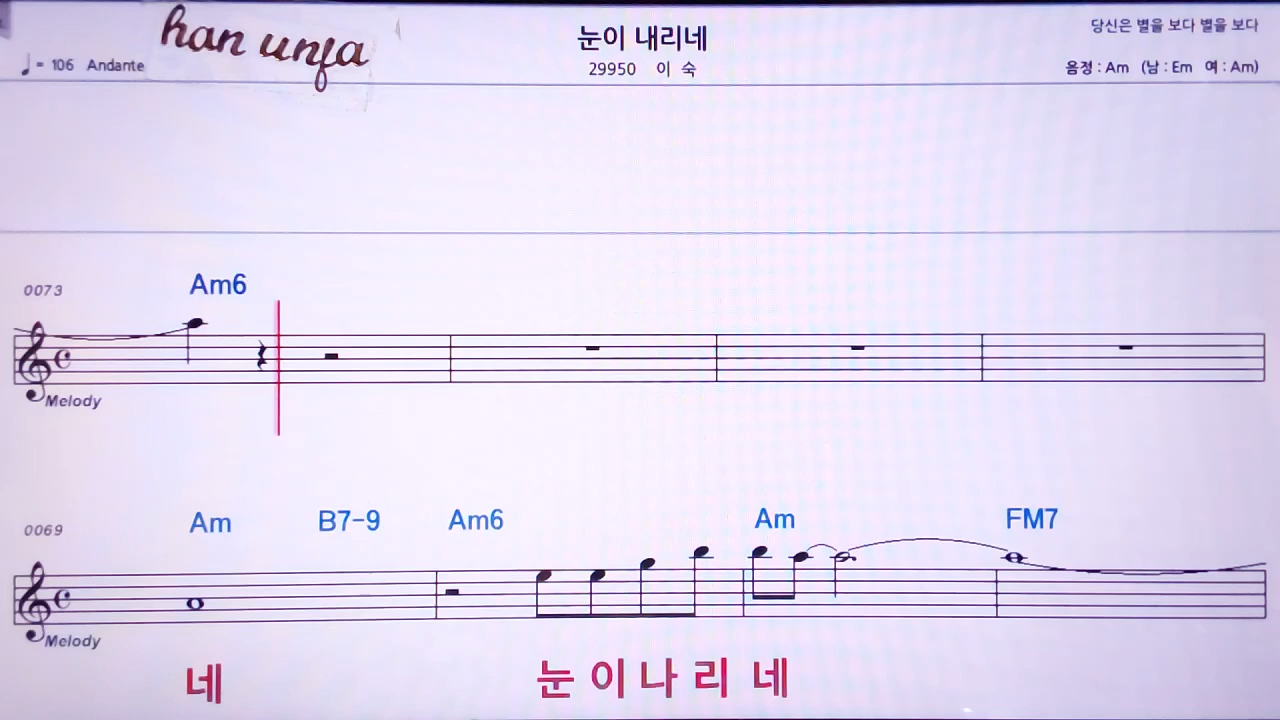 han unfa
눈이 내리네
당신은 별을 보다 별을 보다
♩ = 106 Andante
29950 이 숙
음정 : Am (남 : Em 여 : Am)
0073 Am6
Melody
0069 Am B7-9 Am6 Am FM7
Melody
네 눈 이 나 리 네